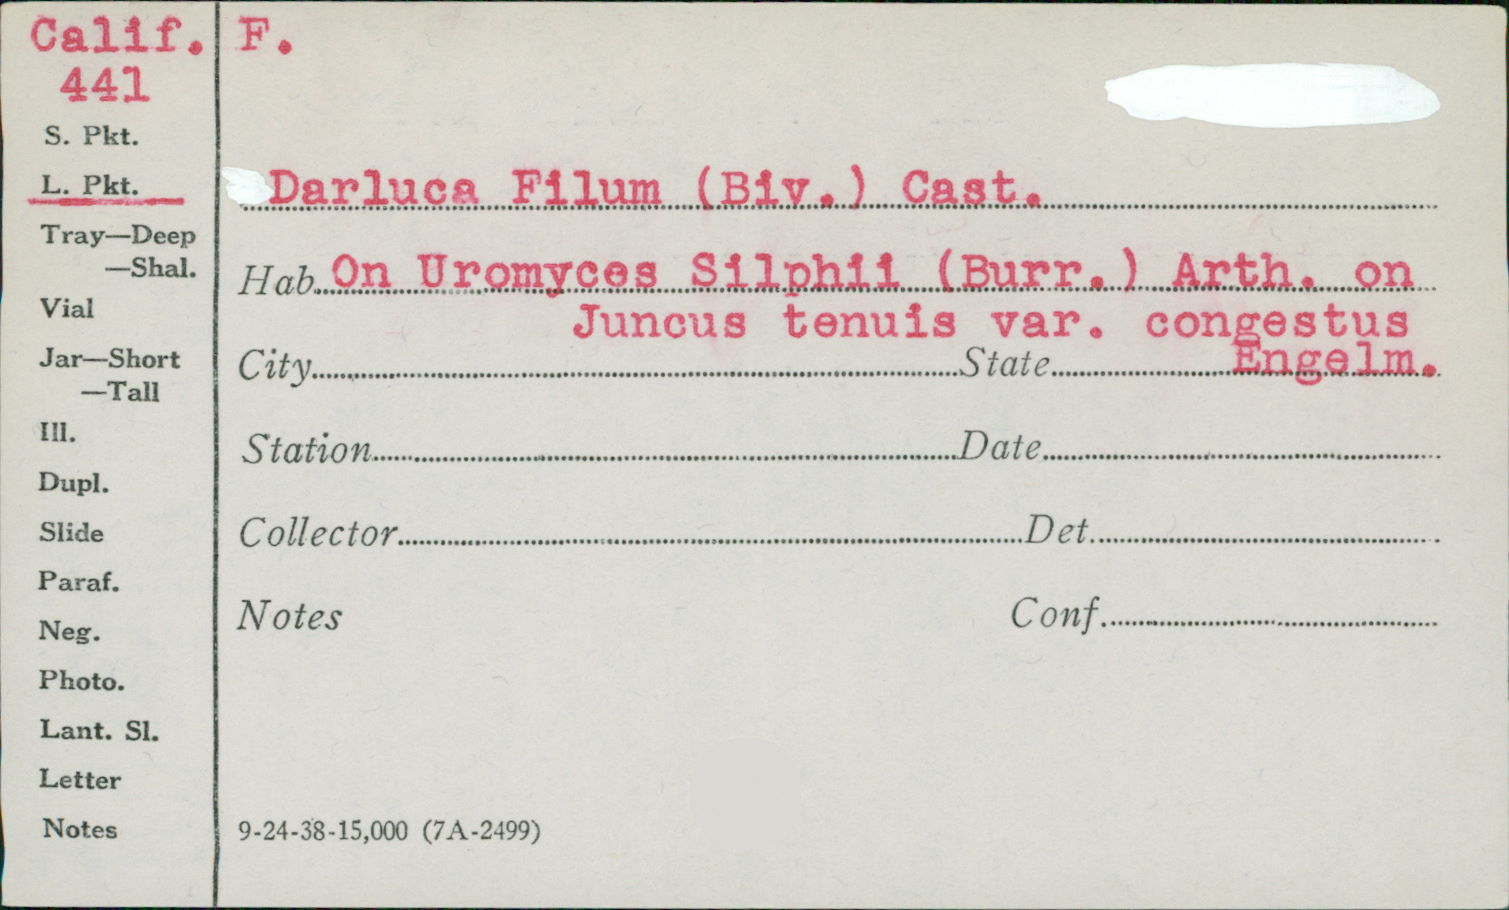 Calif. F.
441
S. Pkt.
L. Pkt.
Darluca Filum (Biv.) Cast.
Tray—Deep
—Shal.
Hab. On Uromyces Silphii (Burr.) Arth. on
Vial
Juncus tenuis var. congestus
Jar—Short
City State Engelm.
—Tall
Ill.
Station Date
Dupl.
Slide
Collector Det.
Paraf.
Neg.
Notes Conf.
Photo.
Lant. Sl.
Letter
Notes
9-24-38-15,000 (7A-2499)